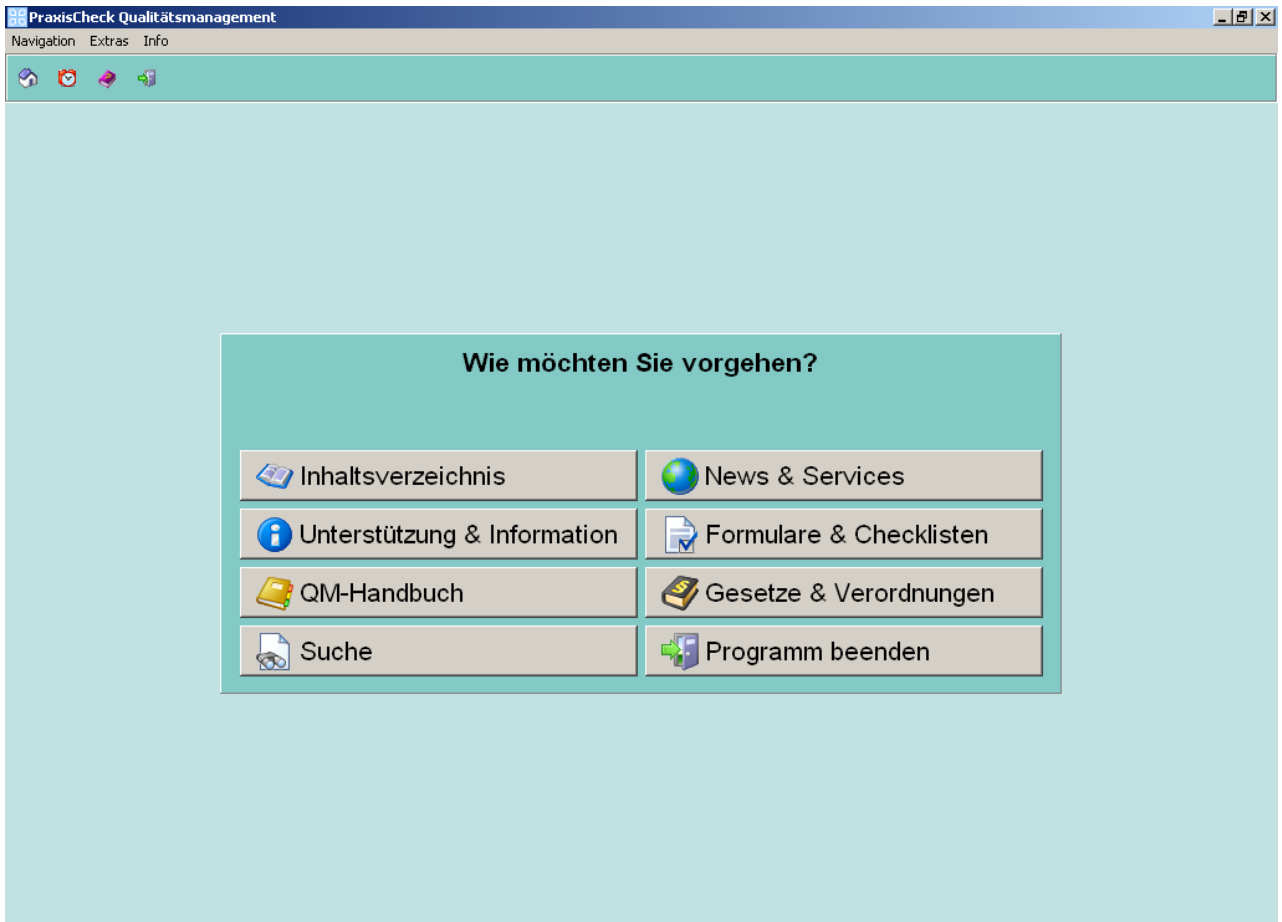 PraxisCheck Qualitätsmanagement
Navigation Extras Info
Wie möchten Sie vorgehen?
Inhaltsverzeichnis
News & Services
Unterstützung & Information
Formulare & Checklisten
QM-Handbuch
Gesetze & Verordnungen
Suche
Programm beenden